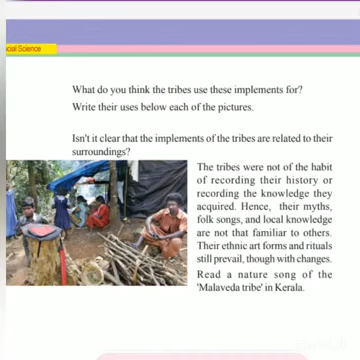 ocial Science
What do you think the tribes use these implements for?
Write their uses below each of the pictures.
Isn't it clear that the implements of the tribes are related to their
surroundings?
The tribes were not of the habit
of recording their history or
recording the knowledge they
acquired. Hence, their myths,
folk songs, and local knowledge
are not that familiar to others.
Their ethnic art forms and rituals
still prevail, though with changes.
Read a nature song of the
'Malaveda tribe' in Kerala.